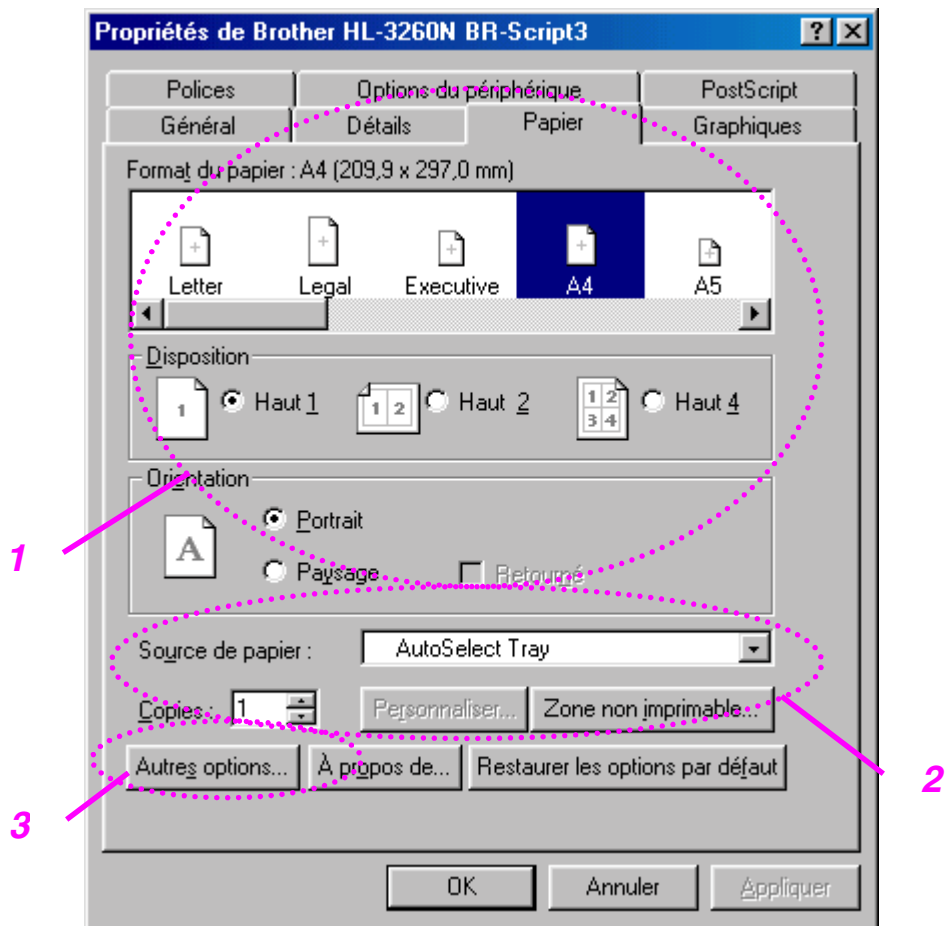 Propriétés de Brother HL-3260N BR-Script3
Polices Options du périphérique PostScript
Général Détails Papier Graphiques
Format du papier : A4 (209,9 x 297,0 mm)
Letter Legal Executive A4 A5
Disposition
1 Haut 1 1 2 Haut 2 1 2 3 4 Haut 4
Orientation
A Portrait
1
Paysage Retourné
Source de papier : AutoSelect Tray
Copies : 1 Personnaliser... Zone non imprimable...
Autres options... À propos de... Restaurer les options par défaut
2
3
OK Annuler Appliquer